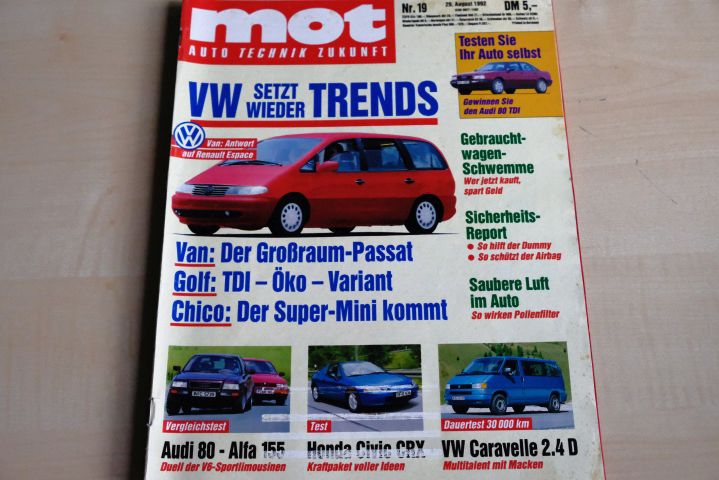 mot
AUTO TECHNIK ZUKUNFT
Nr. 19
29. August 1992
DM 5,–
VW SETZT WIEDER TRENDS
Testen Sie
Ihr Auto selbst
Gewinnen Sie
den Audi 80 TDI
Van: Antwort
auf Renault Espace
Gebraucht-
wagen-
Schwemme
Wer jetzt kauft,
spart Geld
Sicherheits-
Report
● So hilft der Dummy
● So schützt der Airbag
Saubere Luft
im Auto
So wirken Pollenfilter
Van: Der Großraum-Passat
Golf: TDI – Öko – Variant
Chico: Der Super-Mini kommt
Vergleichstest
Audi 80 - Alfa 155
Duell der V6-Sportlimousinen
Test
Honda Civic CRX
Kraftpaket voller Ideen
Dauertest 30 000 km
VW Caravelle 2.4 D
Multitalent mit Macken